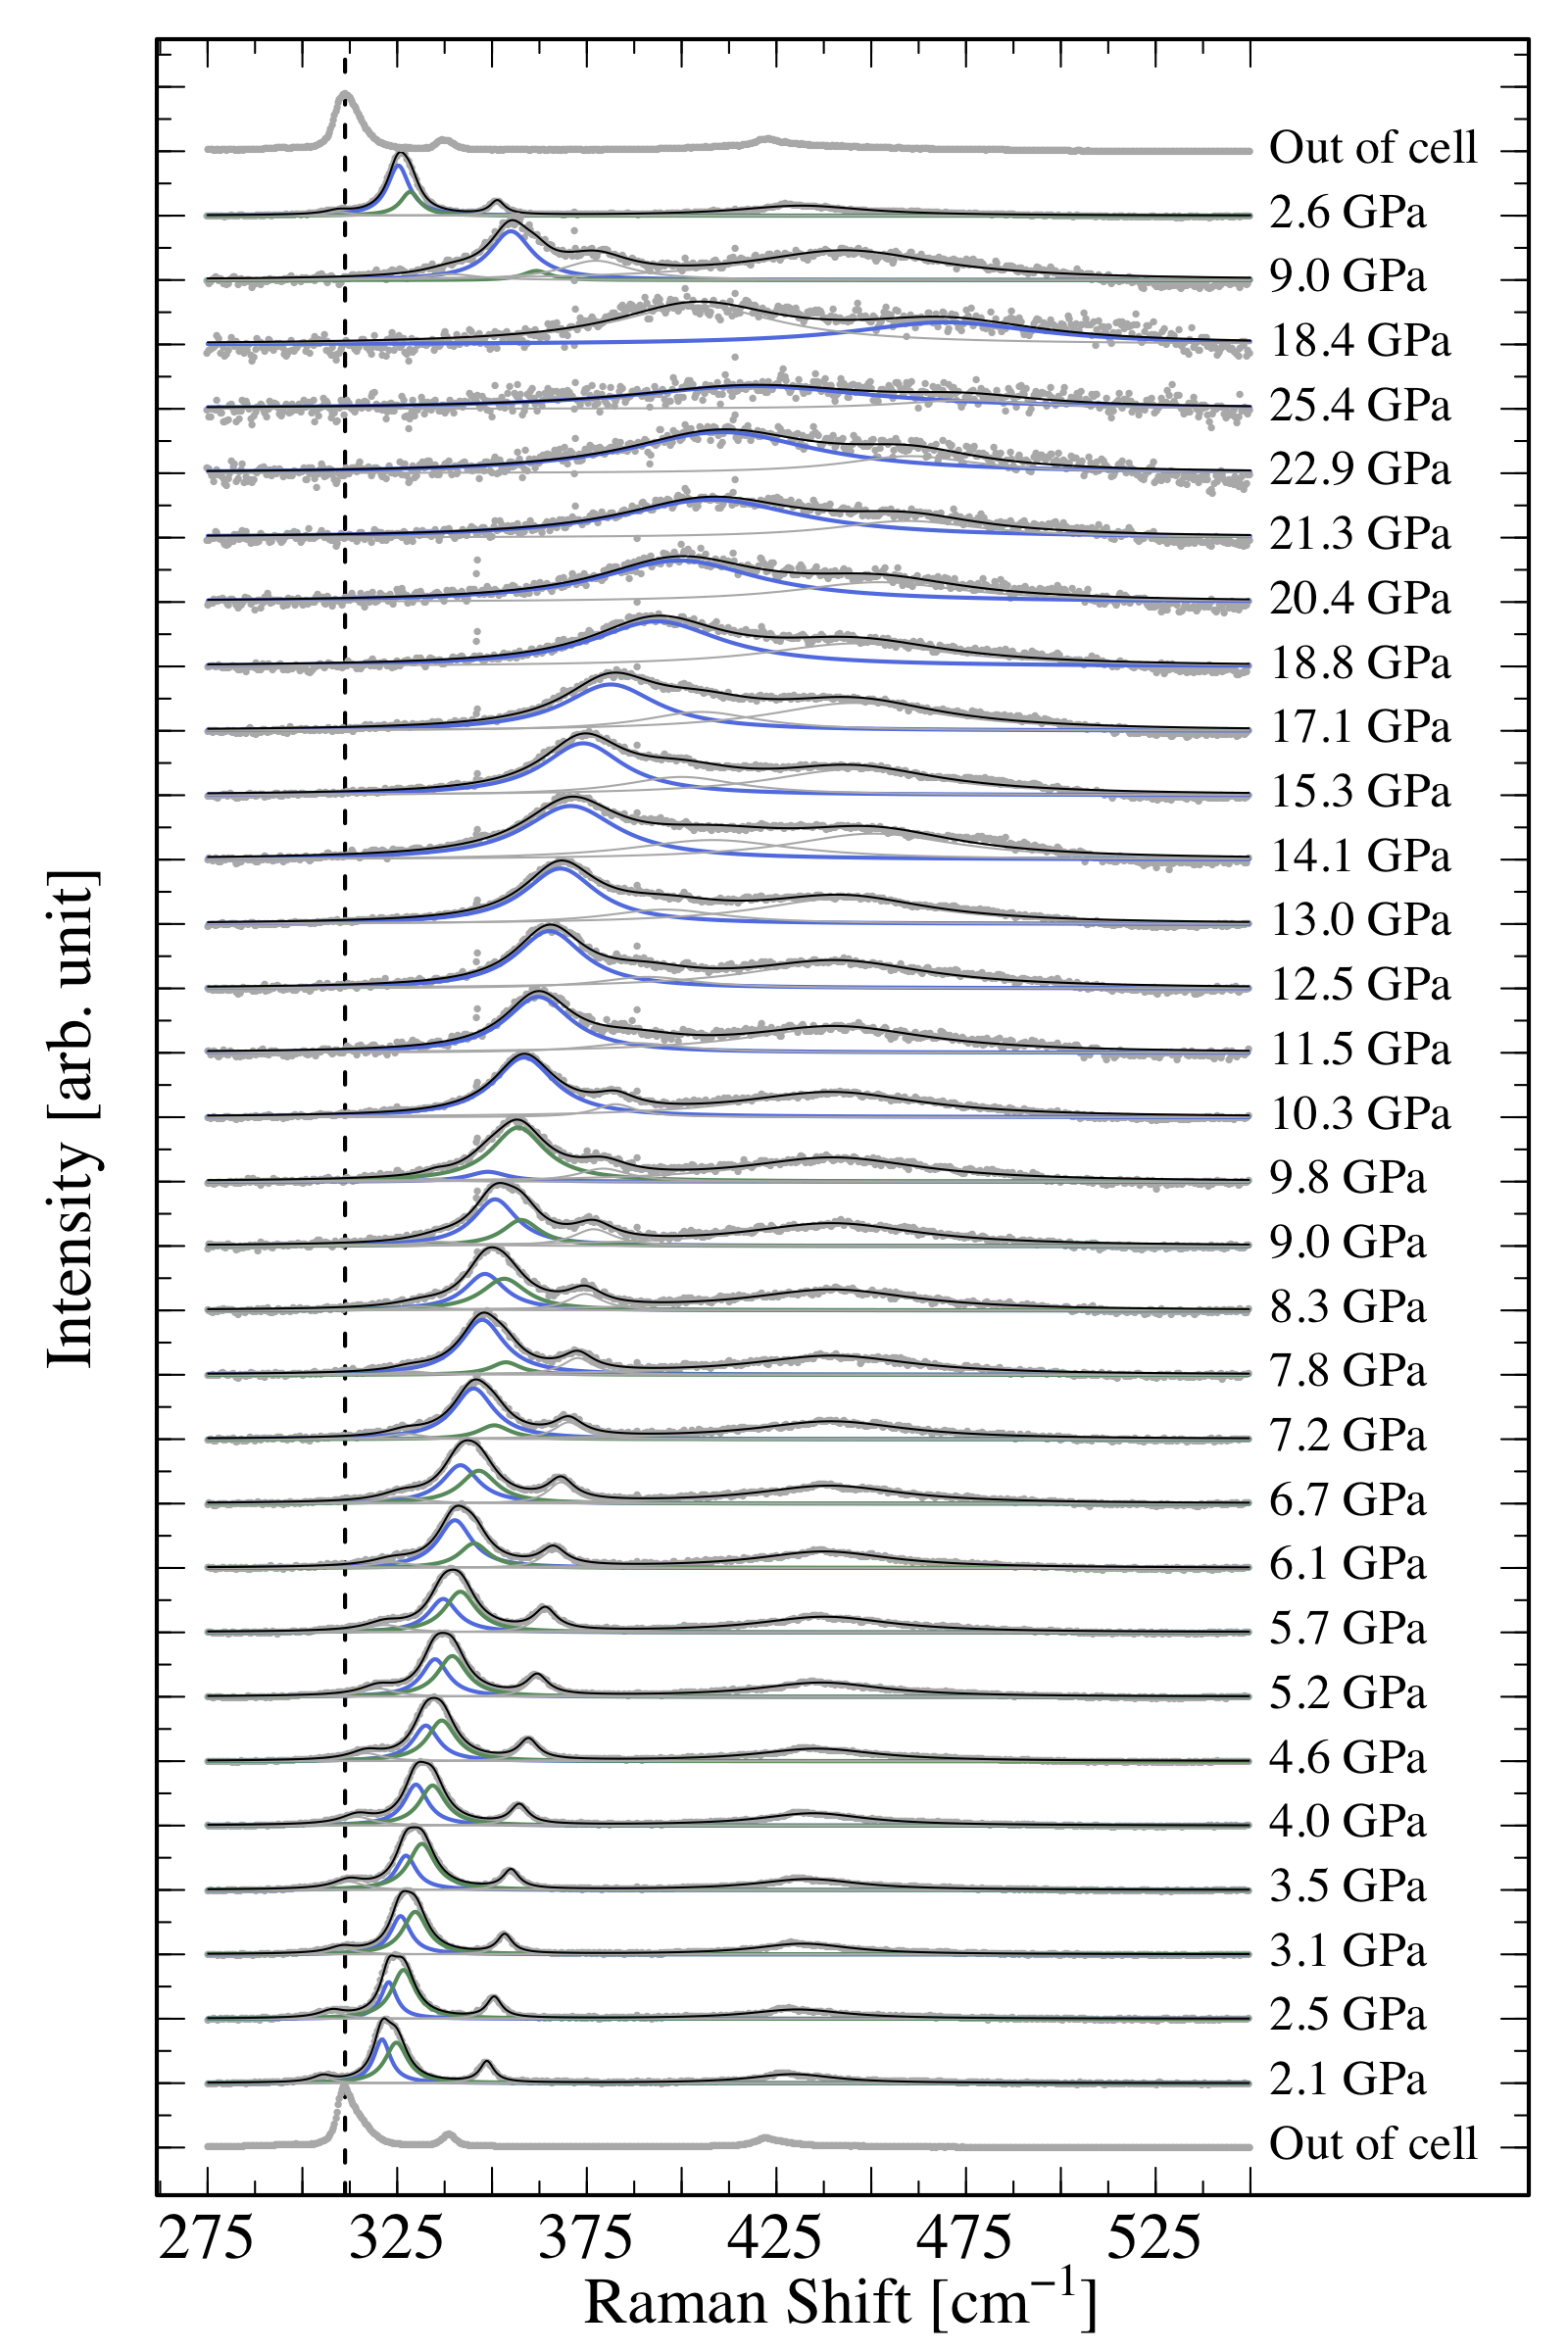 Out of cell
2.6 GPa
9.0 GPa
18.4 GPa
25.4 GPa
22.9 GPa
21.3 GPa
20.4 GPa
18.8 GPa
17.1 GPa
15.3 GPa
14.1 GPa
13.0 GPa
12.5 GPa
11.5 GPa
10.3 GPa
9.8 GPa
9.0 GPa
8.3 GPa
7.8 GPa
7.2 GPa
6.7 GPa
6.1 GPa
5.7 GPa
5.2 GPa
4.6 GPa
4.0 GPa
3.5 GPa
3.1 GPa
2.5 GPa
2.1 GPa
Out of cell
Intensity [arb. unit]
275 325 375 425 475 525
Raman Shift [cm⁻¹]